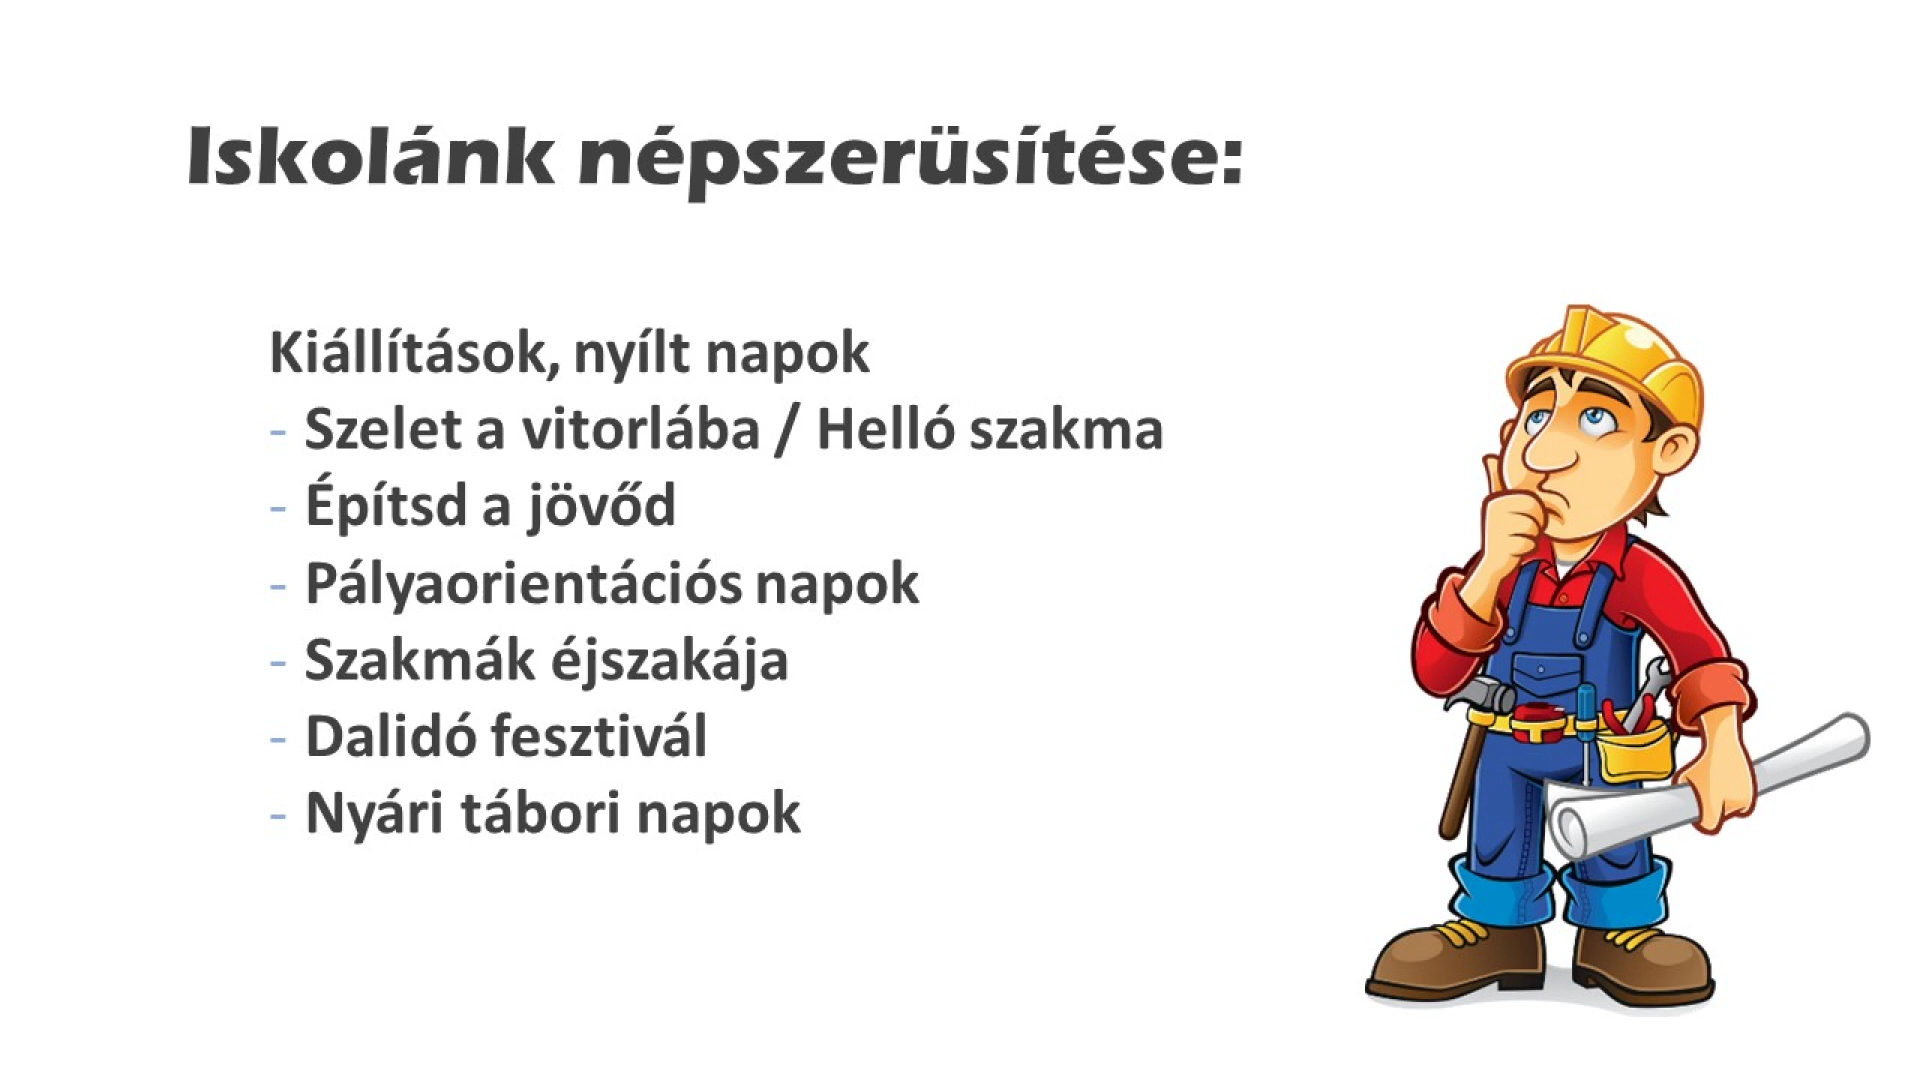 Iskolánk népszerüsítése:
Kiállítások, nyílt napok
- Szelet a vitorlába / Helló szakma
- Építsd a jövőd
- Pályaorientációs napok
- Szakmák éjszakája
- Dalidó fesztivál
- Nyári tábori napok